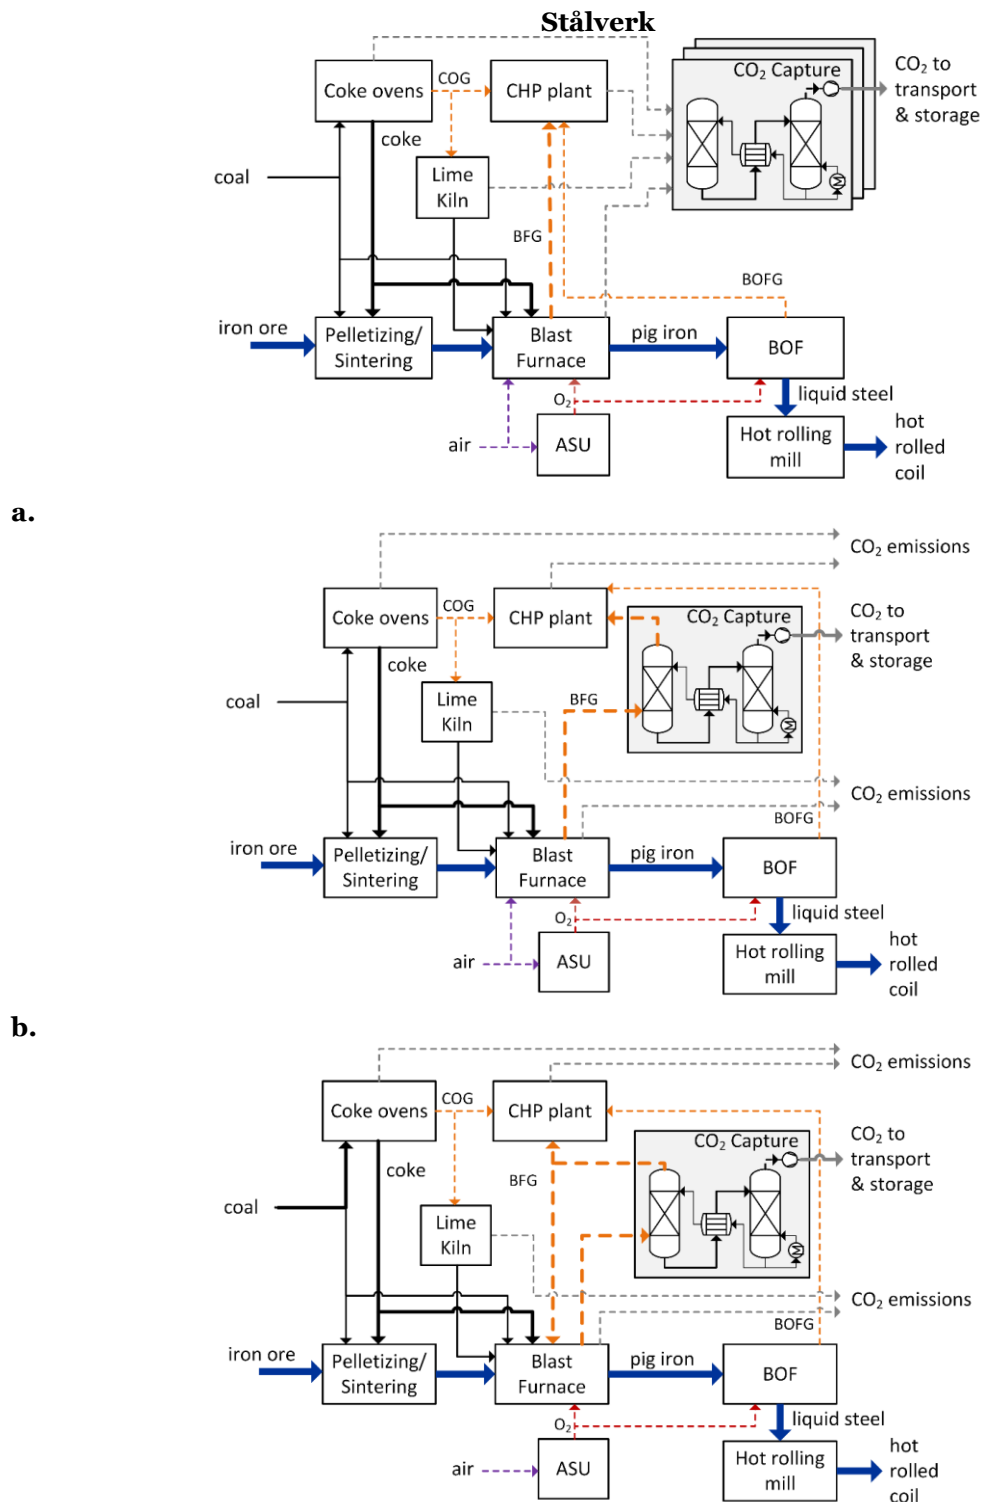 Stålverk
Coke ovens
COG
CHP plant
CO₂ Capture
CO₂ to
transport
& storage
coke
coal
Lime
Kiln
M
BFG
BOFG
iron ore
Pelletizing/
Sintering
Blast
Furnace
pig iron
BOF
O₂
liquid steel
air
ASU
Hot rolling
mill
hot
rolled
coil
a.
CO₂ emissions
Coke ovens
COG
CHP plant
CO₂ Capture
CO₂ to
transport
& storage
coke
coal
Lime
Kiln
BFG
M
CO₂ emissions
BOFG
iron ore
Pelletizing/
Sintering
Blast
Furnace
pig iron
BOF
O₂
liquid steel
air
ASU
Hot rolling
mill
hot
rolled
coil
b.
CO₂ emissions
Coke ovens
COG
CHP plant
CO₂ Capture
CO₂ to
transport
& storage
coke
BFG
coal
Lime
Kiln
M
CO₂ emissions
BOFG
iron ore
Pelletizing/
Sintering
Blast
Furnace
pig iron
BOF
O₂
liquid steel
air
ASU
Hot rolling
mill
hot
rolled
coil